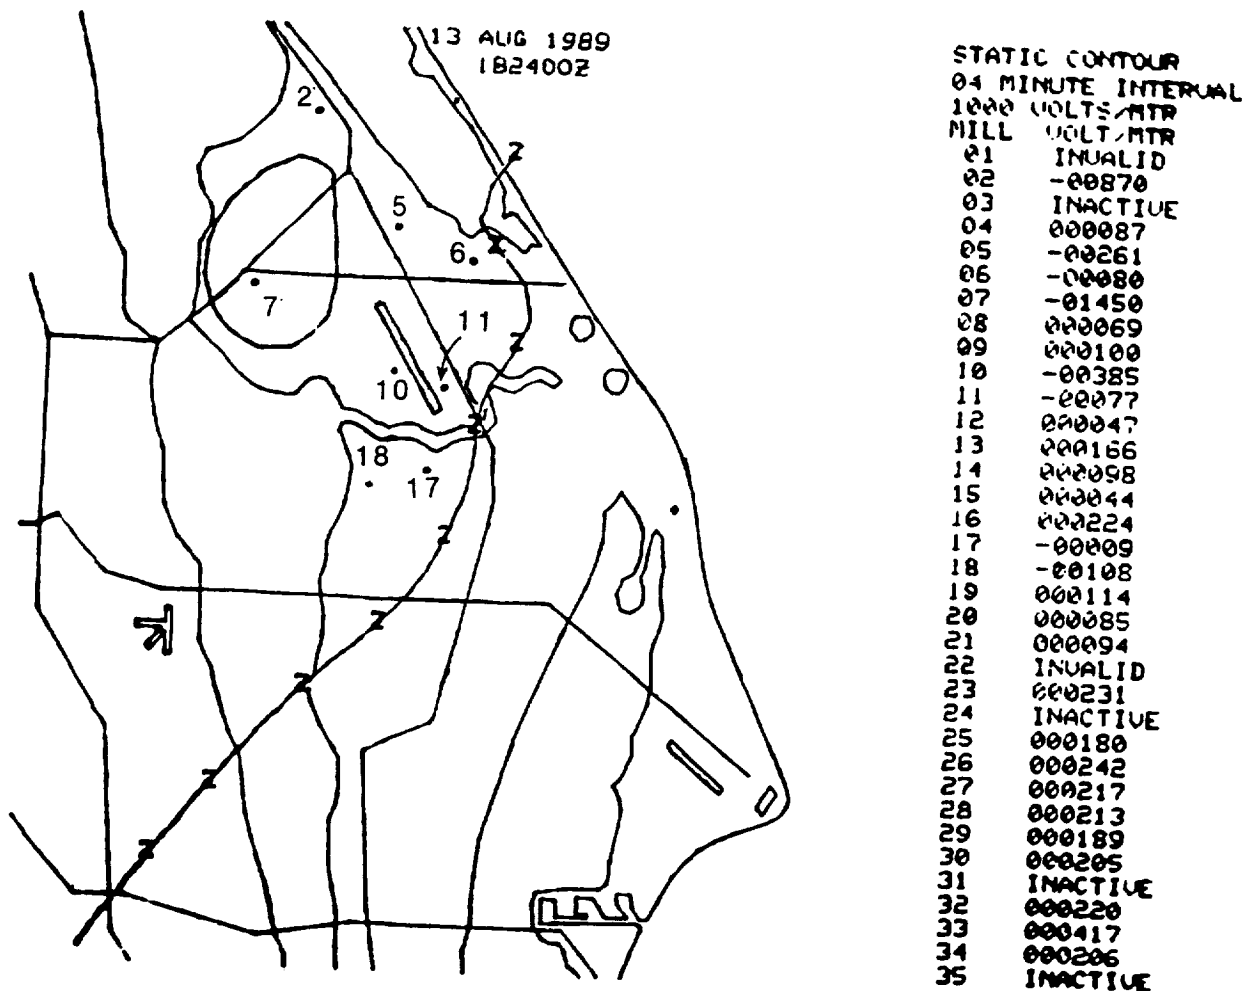 13 AUG 1989
182400Z
2
Z
5
6
Z
7
11
Z
10
Z
18
17
Z
Z
Z
Z
Z
STATIC CONTOUR
04 MINUTE INTERVAL
1000 VOLTS/MTR
MILL VOLT/MTR
01 INVALID
02 -00870
03 INACTIVE
04 000087
05 -00261
06 -00080
07 -01450
08 000069
09 000100
10 -00385
11 -00077
12 000047
13 000166
14 000098
15 000044
16 000224
17 -00009
18 -00108
19 000114
20 000085
21 000094
22 INVALID
23 000231
24 INACTIVE
25 000180
26 000242
27 000217
28 000213
29 000189
30 000205
31 INACTIVE
32 000220
33 000417
34 000206
35 INACTIVE